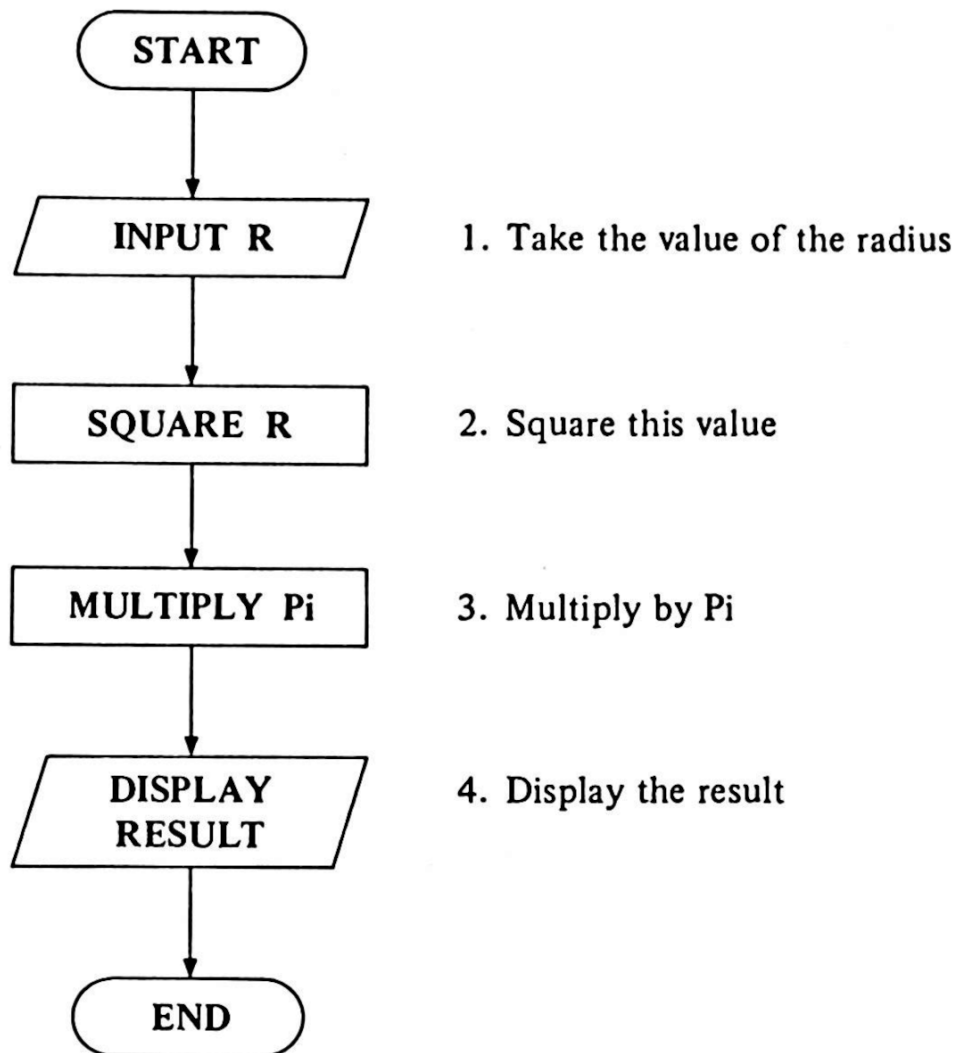 START
INPUT R
1. Take the value of the radius
SQUARE R
2. Square this value
MULTIPLY Pi
3. Multiply by Pi
DISPLAY
RESULT
4. Display the result
END